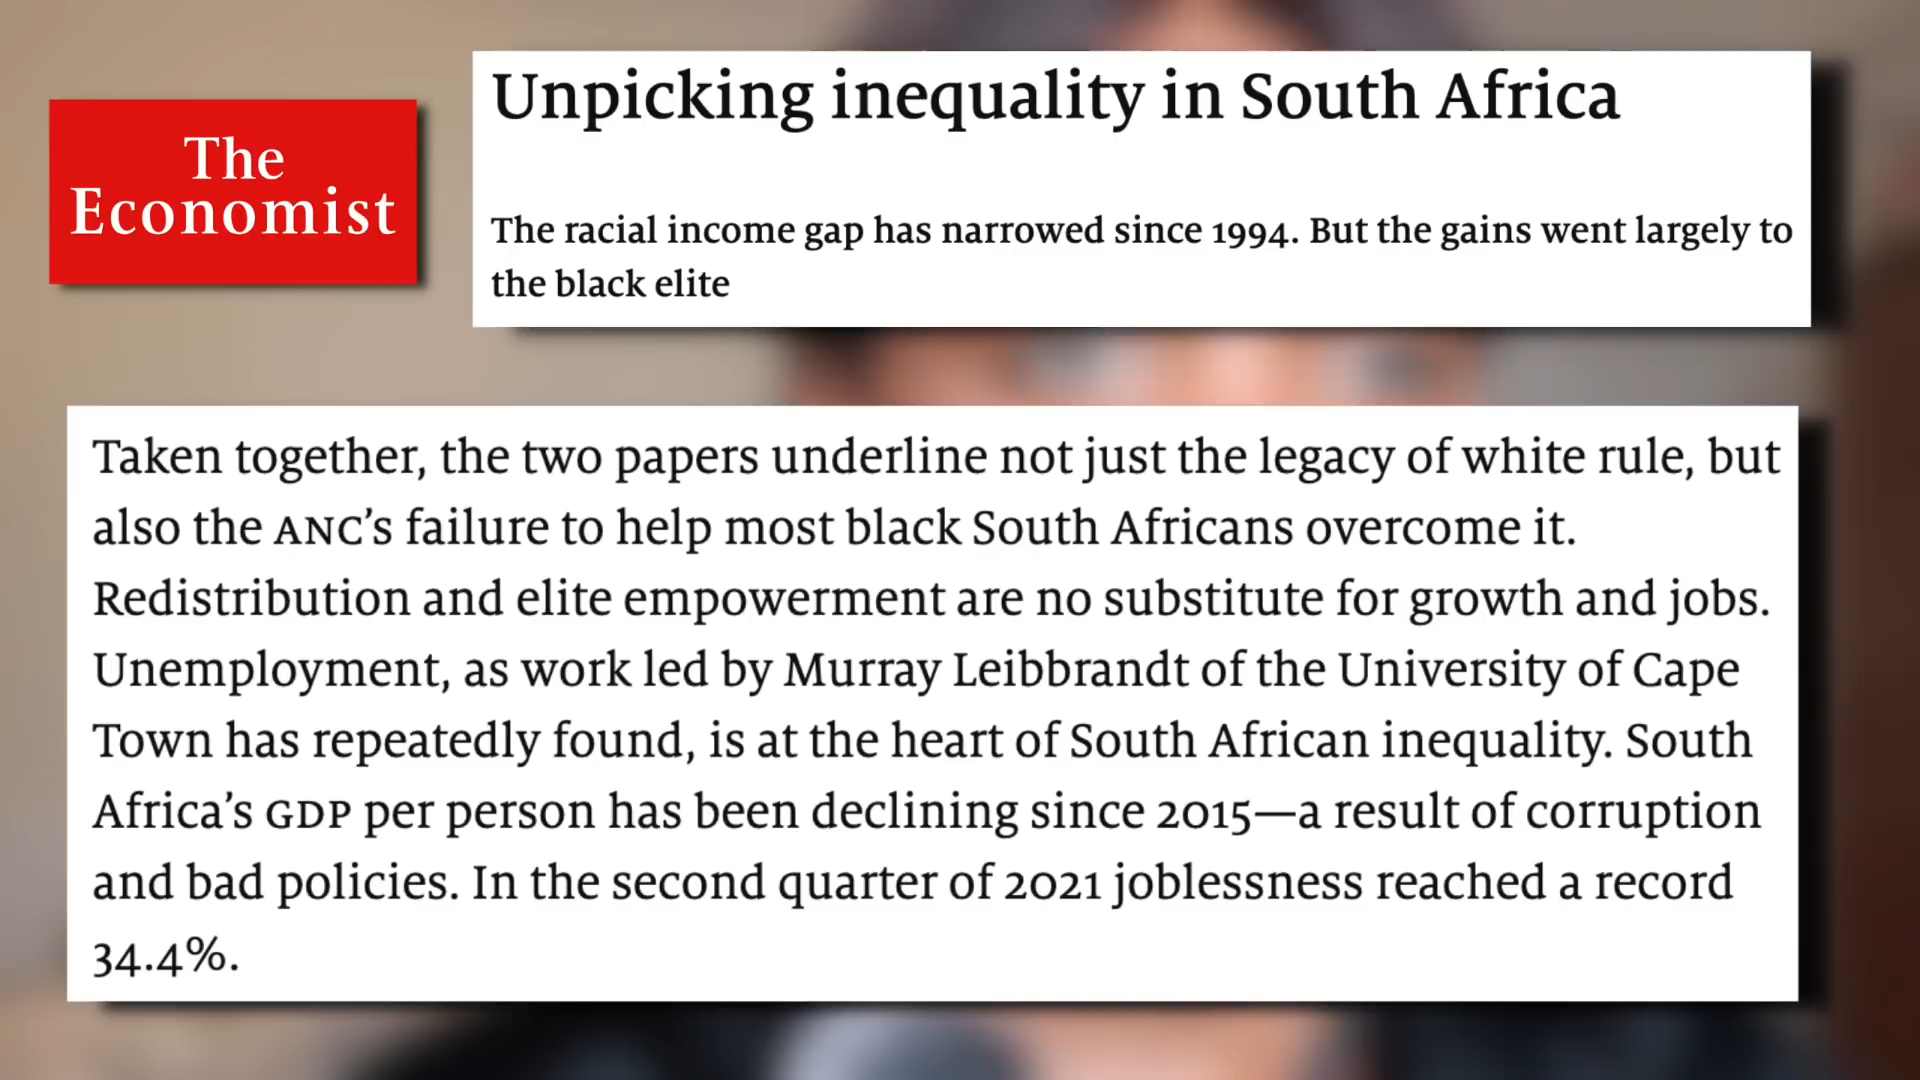 The
Economist
Unpicking inequality in South Africa
The racial income gap has narrowed since 1994. But the gains went largely to
the black elite
Taken together, the two papers underline not just the legacy of white rule, but
also the ANC’s failure to help most black South Africans overcome it.
Redistribution and elite empowerment are no substitute for growth and jobs.
Unemployment, as work led by Murray Leibbrandt of the University of Cape
Town has repeatedly found, is at the heart of South African inequality. South
Africa’s GDP per person has been declining since 2015—a result of corruption
and bad policies. In the second quarter of 2021 joblessness reached a record
34.4%.